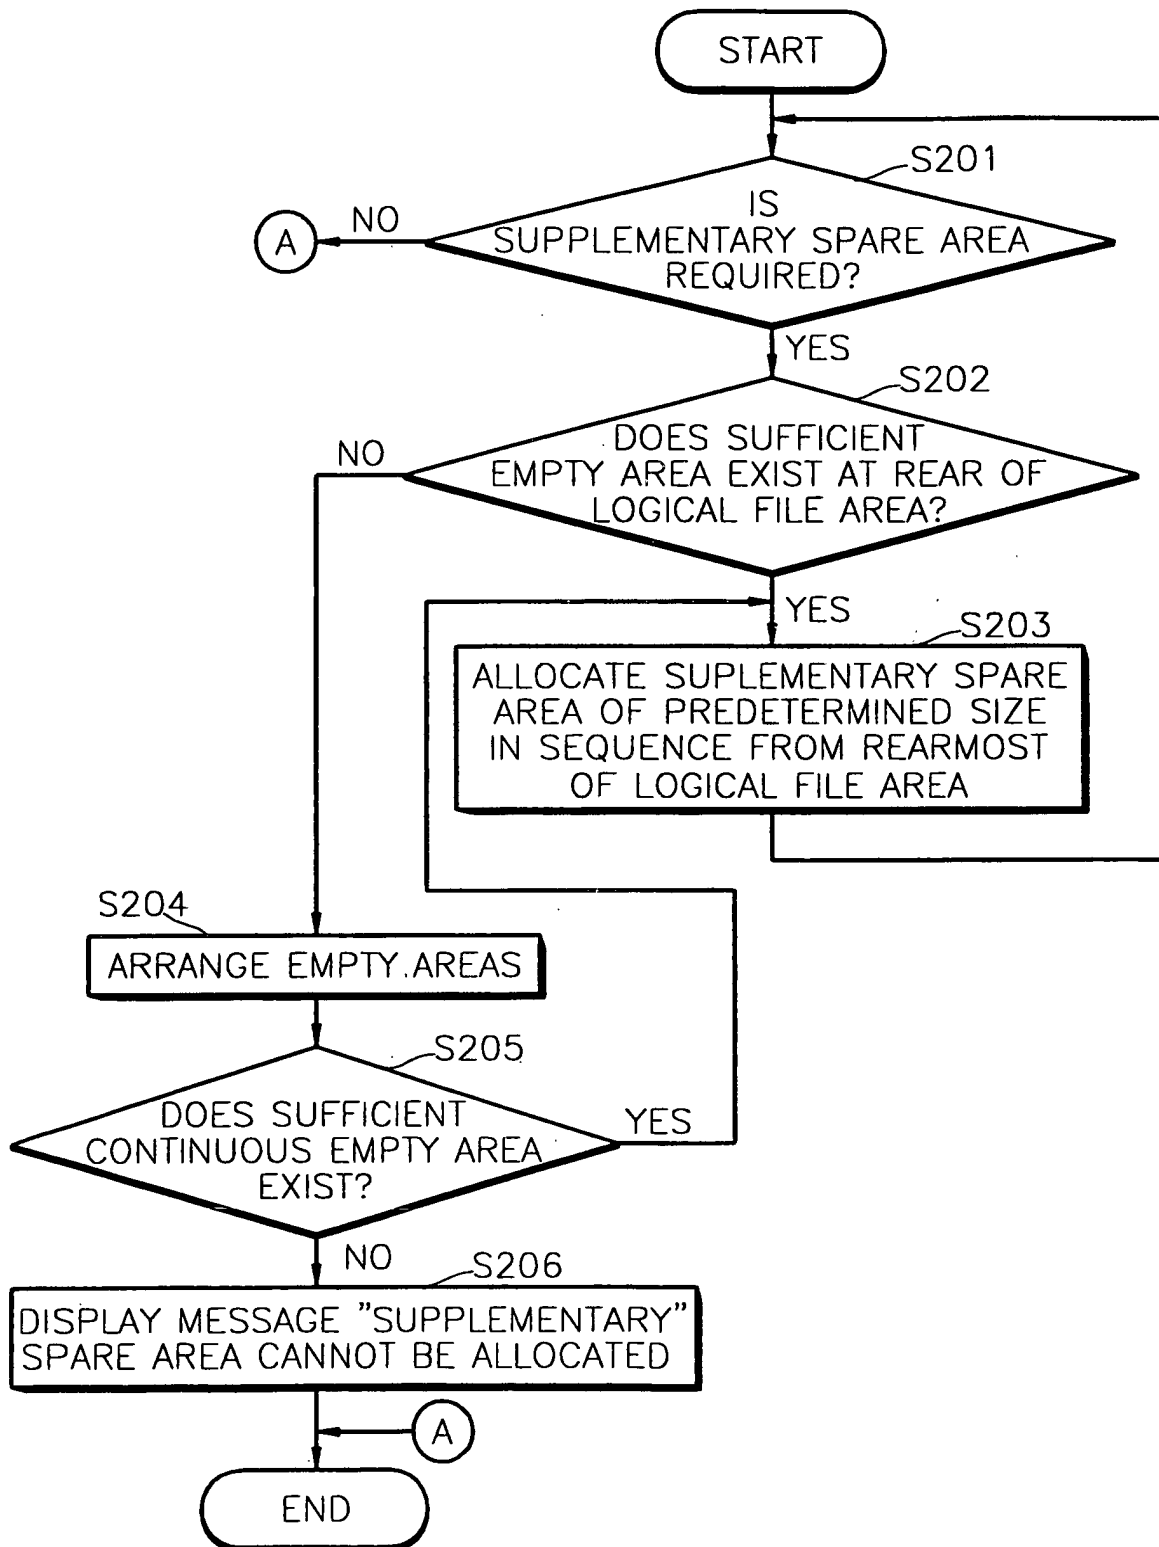 START
S201
IS
SUPPLEMENTARY SPARE AREA
REQUIRED?
NO
A
YES
S202
DOES SUFFICIENT
EMPTY AREA EXIST AT REAR OF
LOGICAL FILE AREA?
NO
YES
S203
ALLOCATE SUPLEMENTARY SPARE
AREA OF PREDETERMINED SIZE
IN SEQUENCE FROM REARMOST
OF LOGICAL FILE AREA
S204
ARRANGE EMPTY AREAS
S205
DOES SUFFICIENT
CONTINUOUS EMPTY AREA
EXIST?
YES
NO
S206
DISPLAY MESSAGE "SUPPLEMENTARY"
SPARE AREA CANNOT BE ALLOCATED
A
END